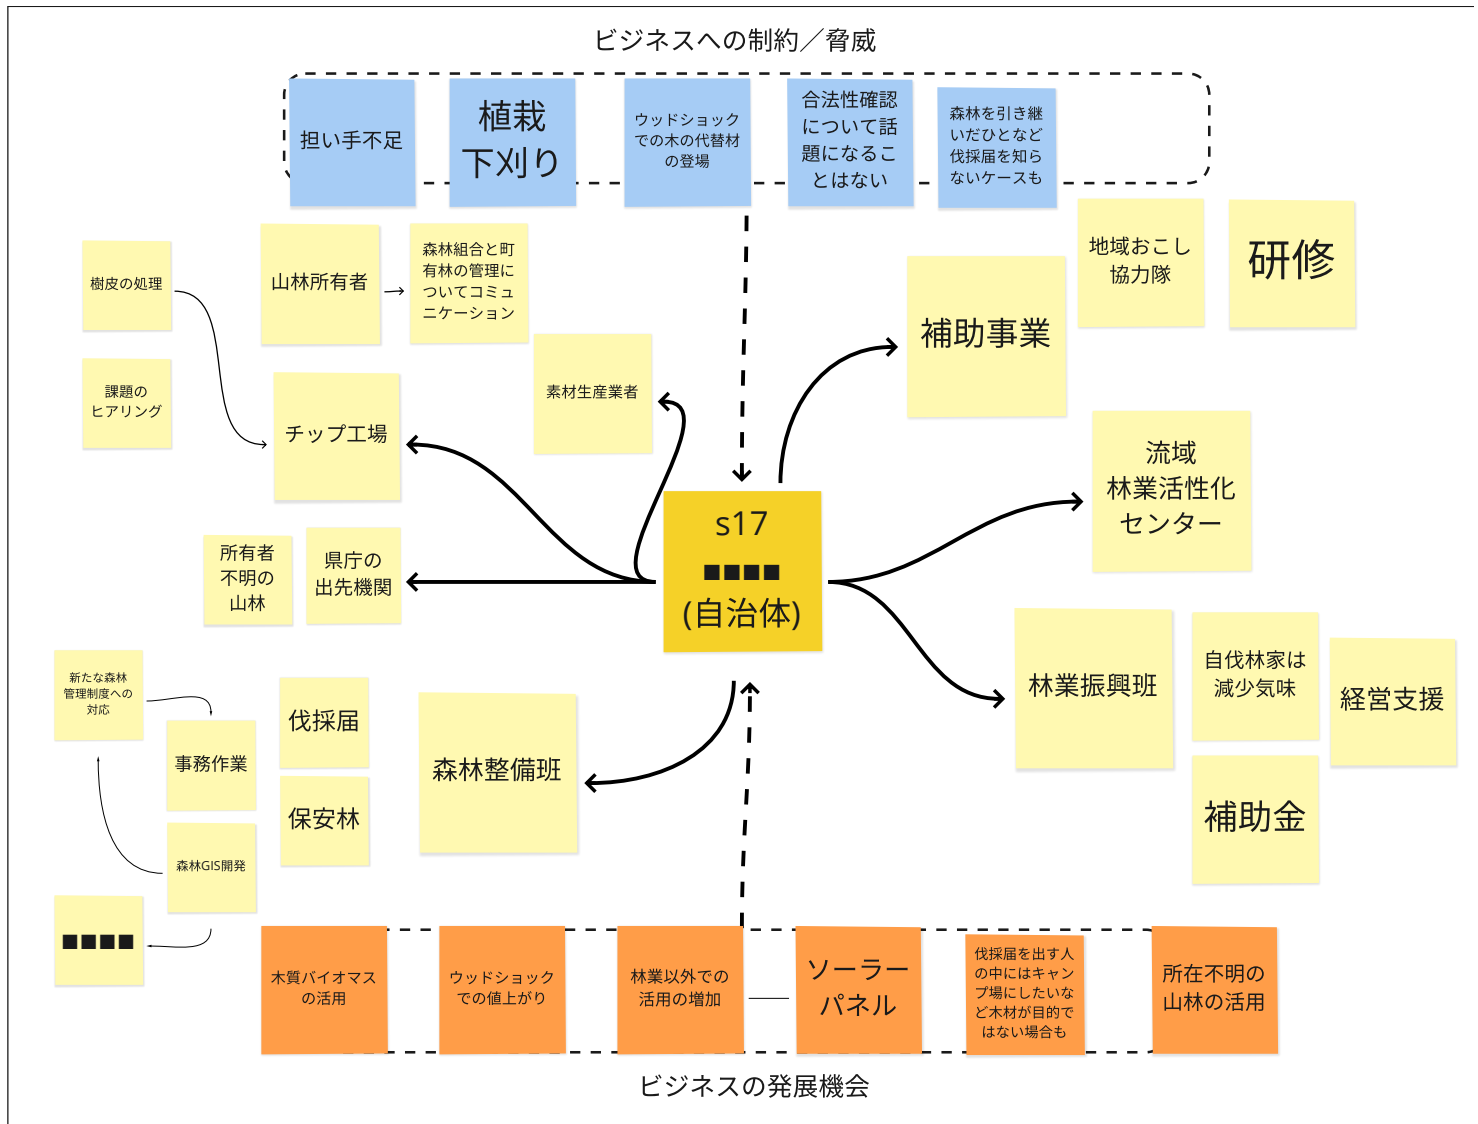 ビジネスへの制約／脅威
担い手不足
植栽
下刈り
ウッドショック
での木の代替材
の登場
合法性確認
について話
題になるこ
とはない
森林を引き継
いだひとなど
伐採届を知ら
ないケースも
樹皮の処理
山林所有者
森林組合と町
有林の管理に
ついてコミュ
ニケーション
素材生産業者
補助事業
地域おこし
協力隊
研修
課題の
ヒアリング
チップ工場
流域
林業活性化
センター
所有者
不明の
山林
県庁の
出先機関
s17
■■■■
(自治体)
林業振興班
自伐林家は
減少気味
経営支援
補助金
新たな森林
管理制度への
対応
事務作業
伐採届
保安林
森林整備班
森林GIS開発
■■■■
木質バイオマス
の活用
ウッドショック
での値上がり
林業以外での
活用の増加
ソーラー
パネル
伐採届を出す人
の中にはキャン
プ場にしたいな
ど木材が目的で
はない場合も
所在不明の
山林の活用
ビジネスの発展機会